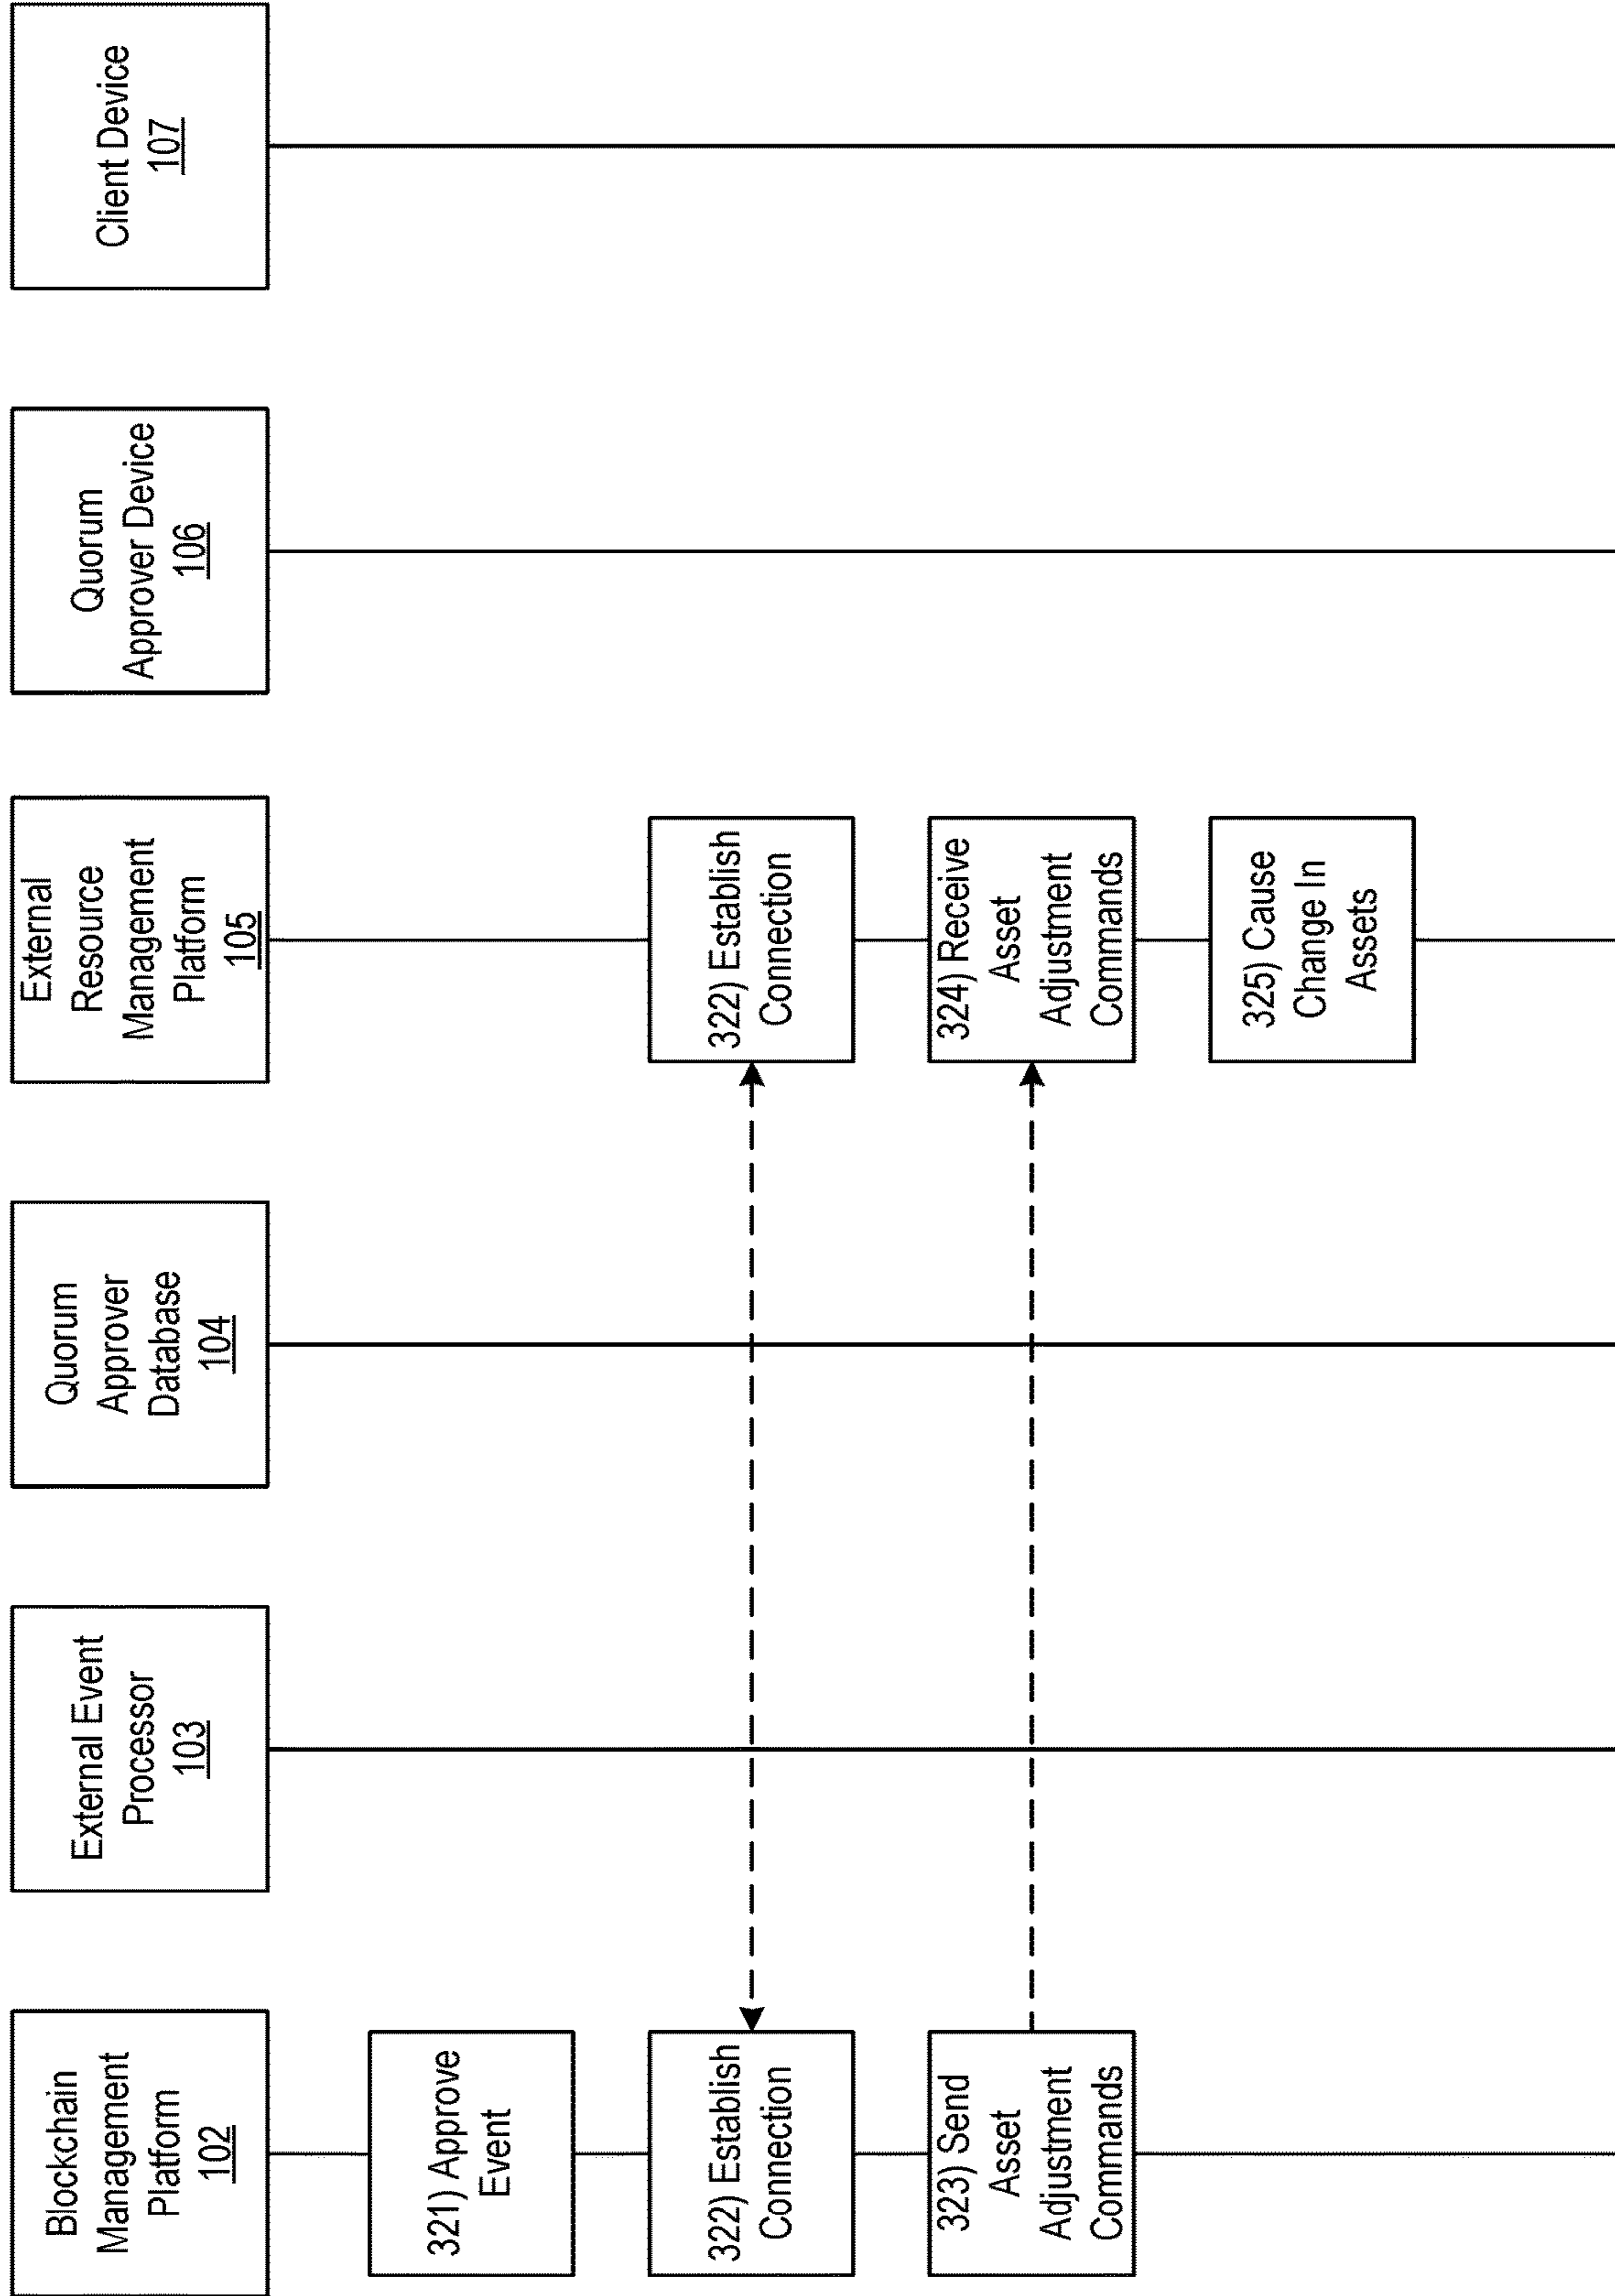 Blockchain
Management
Platform
102
External Event
Processor
103
Quorum
Approver
Database
104
External
Resource
Management
Platform
105
Quorum
Approver Device
106
Client Device
107
321) Approve
Event
322) Establish
Connection
322) Establish
Connection
323) Send
Asset
Adjustment
Commands
324) Receive
Asset
Adjustment
Commands
325) Cause
Change In
Assets